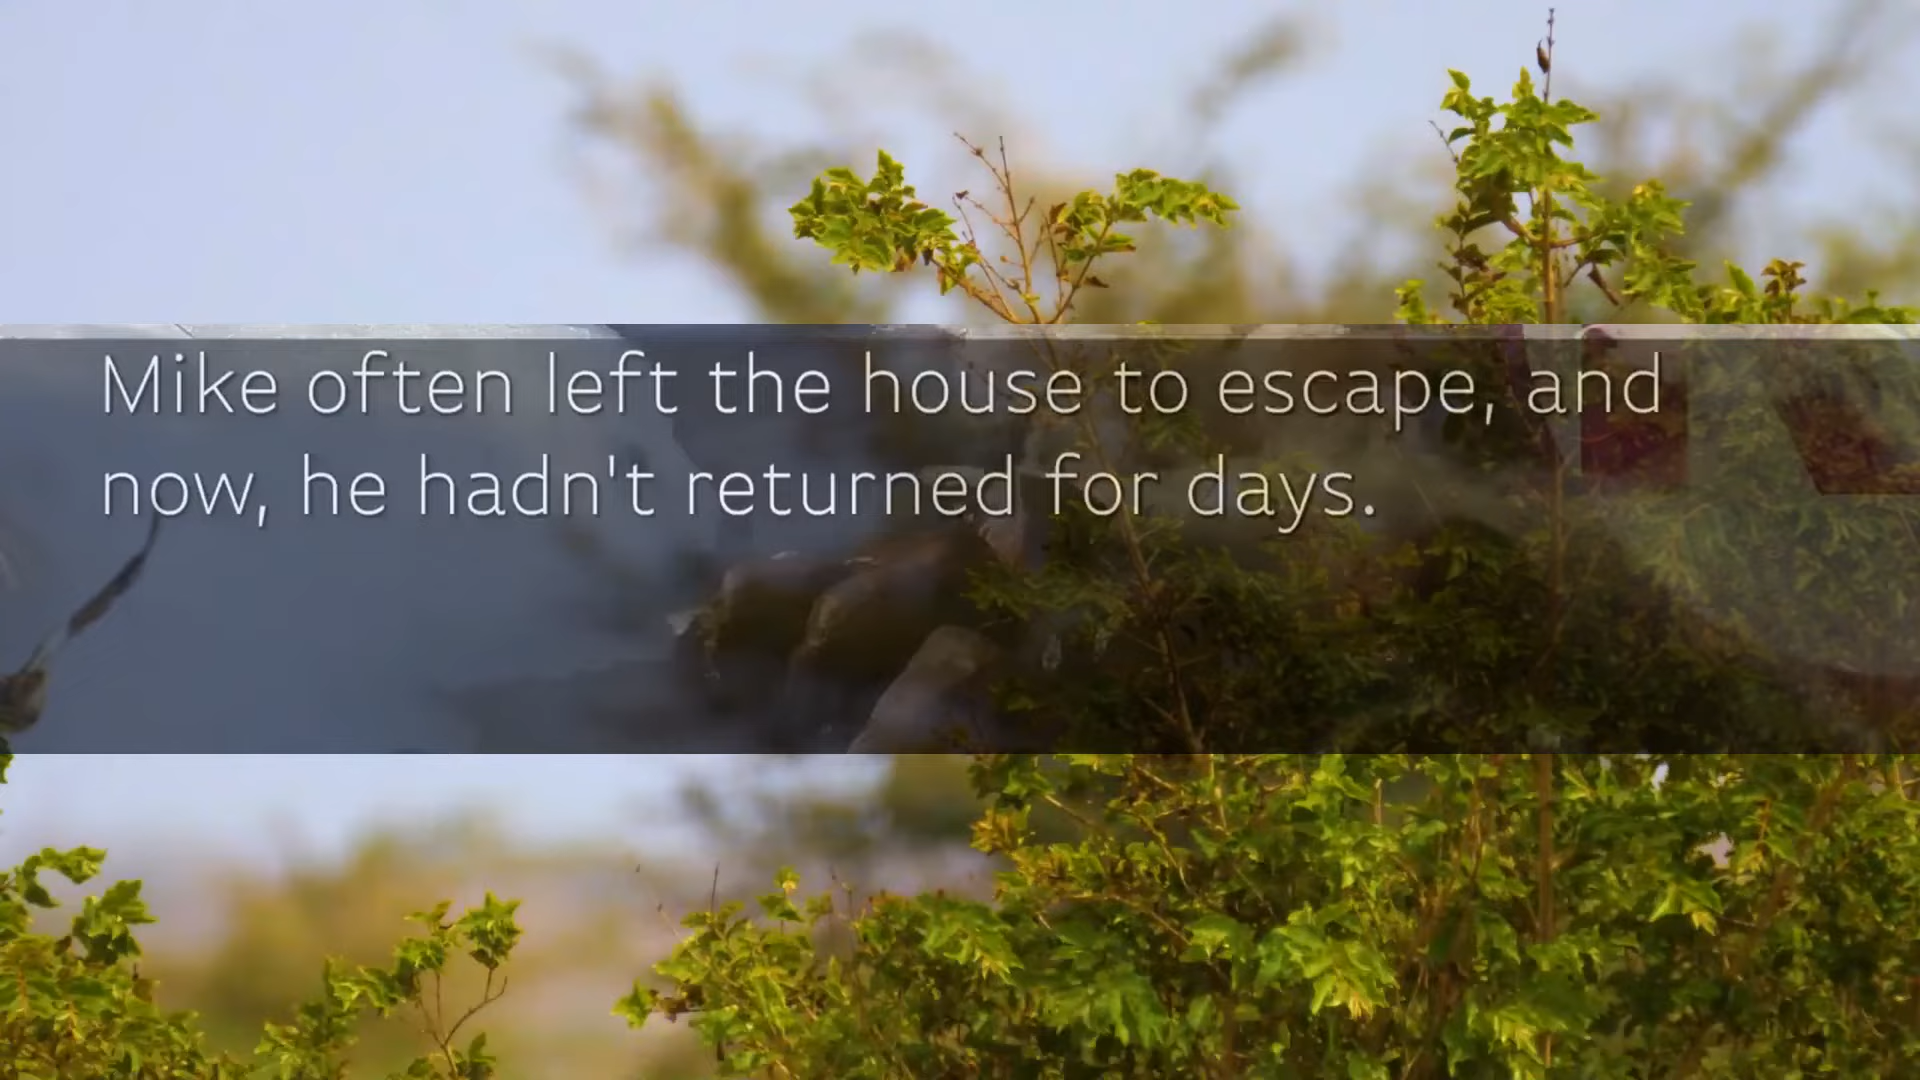 Mike often left the house to escape, and
now, he hadn't returned for days.